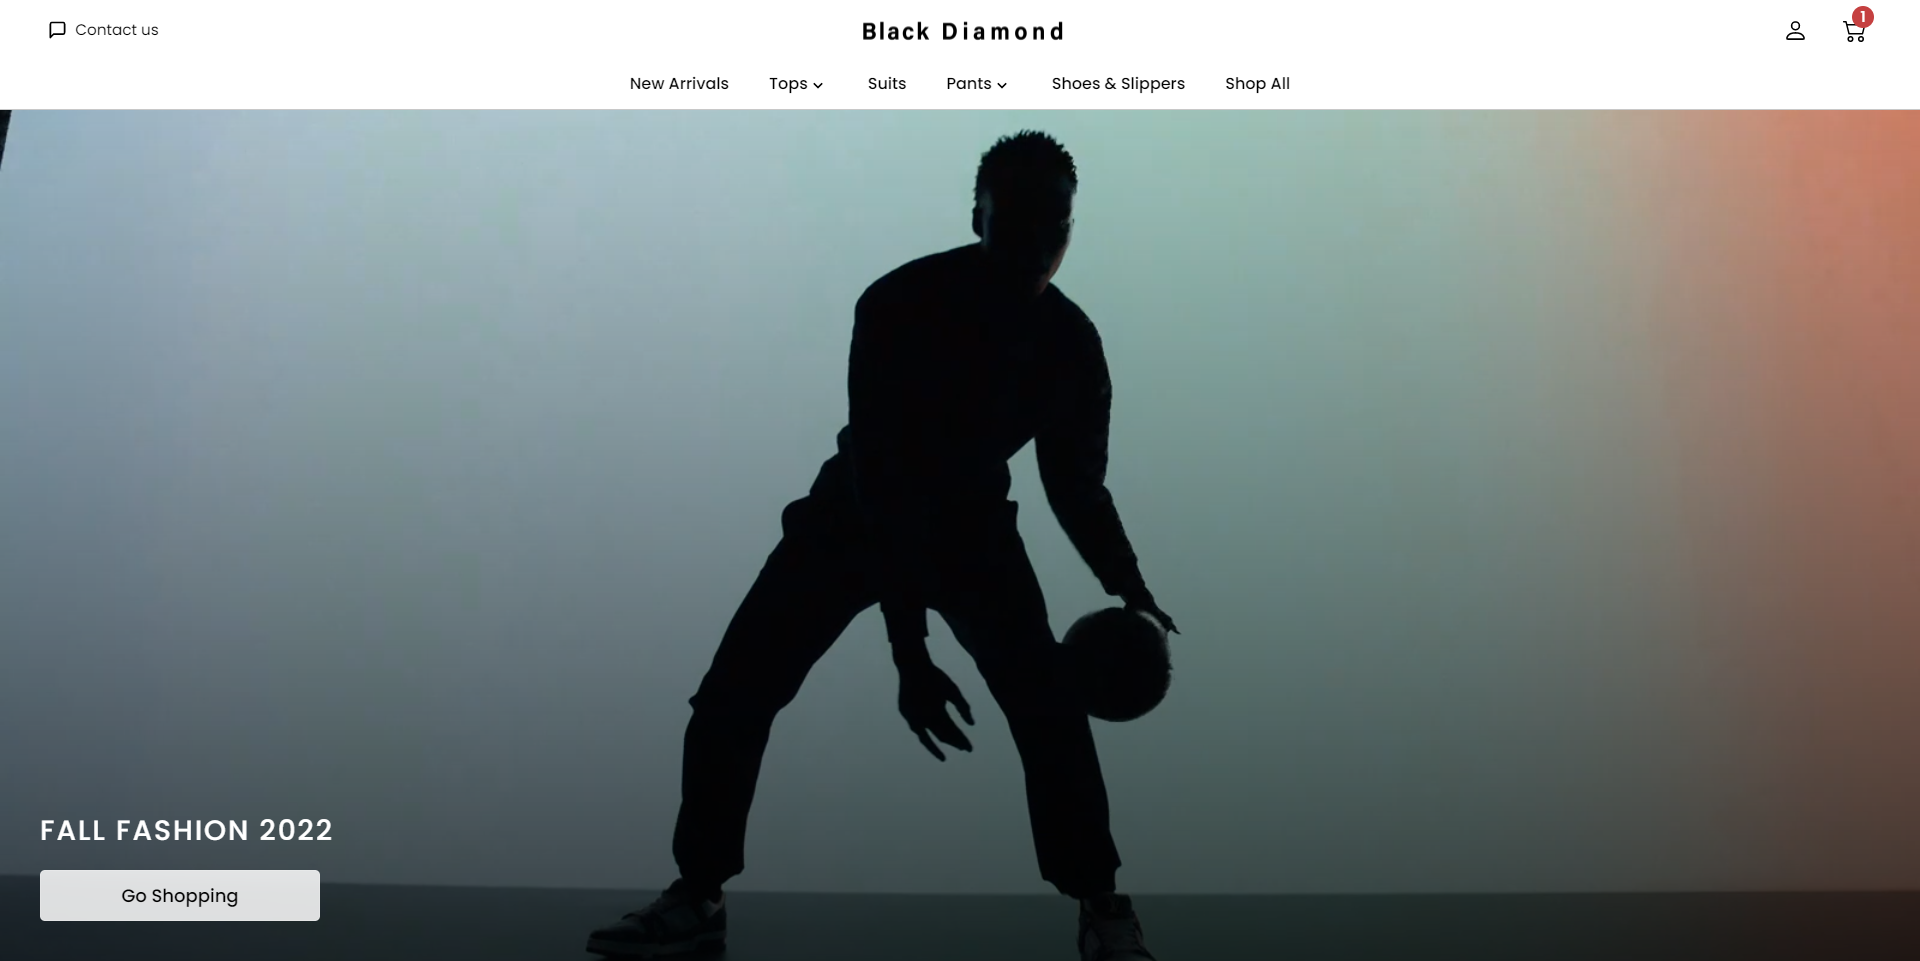 Contact us
Black Diamond
1
New Arrivals Tops Suits Pants Shoes & Slippers Shop All
FALL FASHION 2022
Go Shopping